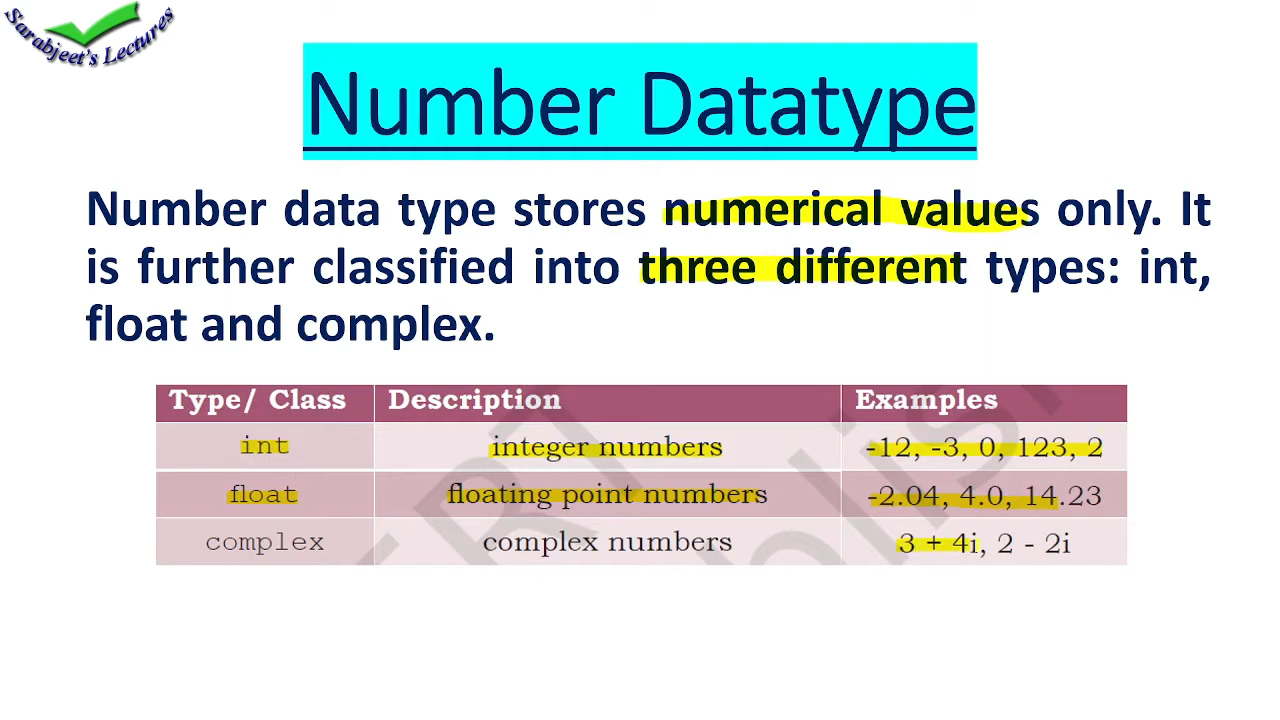 Sarabjeet's Lectures
Number Datatype
Number data type stores numerical values only. It
is further classified into three different types: int,
float and complex.
Type/ Class Description Examples
int integer numbers -12, -3, 0, 123, 2
float floating point numbers -2.04, 4.0, 14.23
complex complex numbers 3 + 4i, 2 - 2i